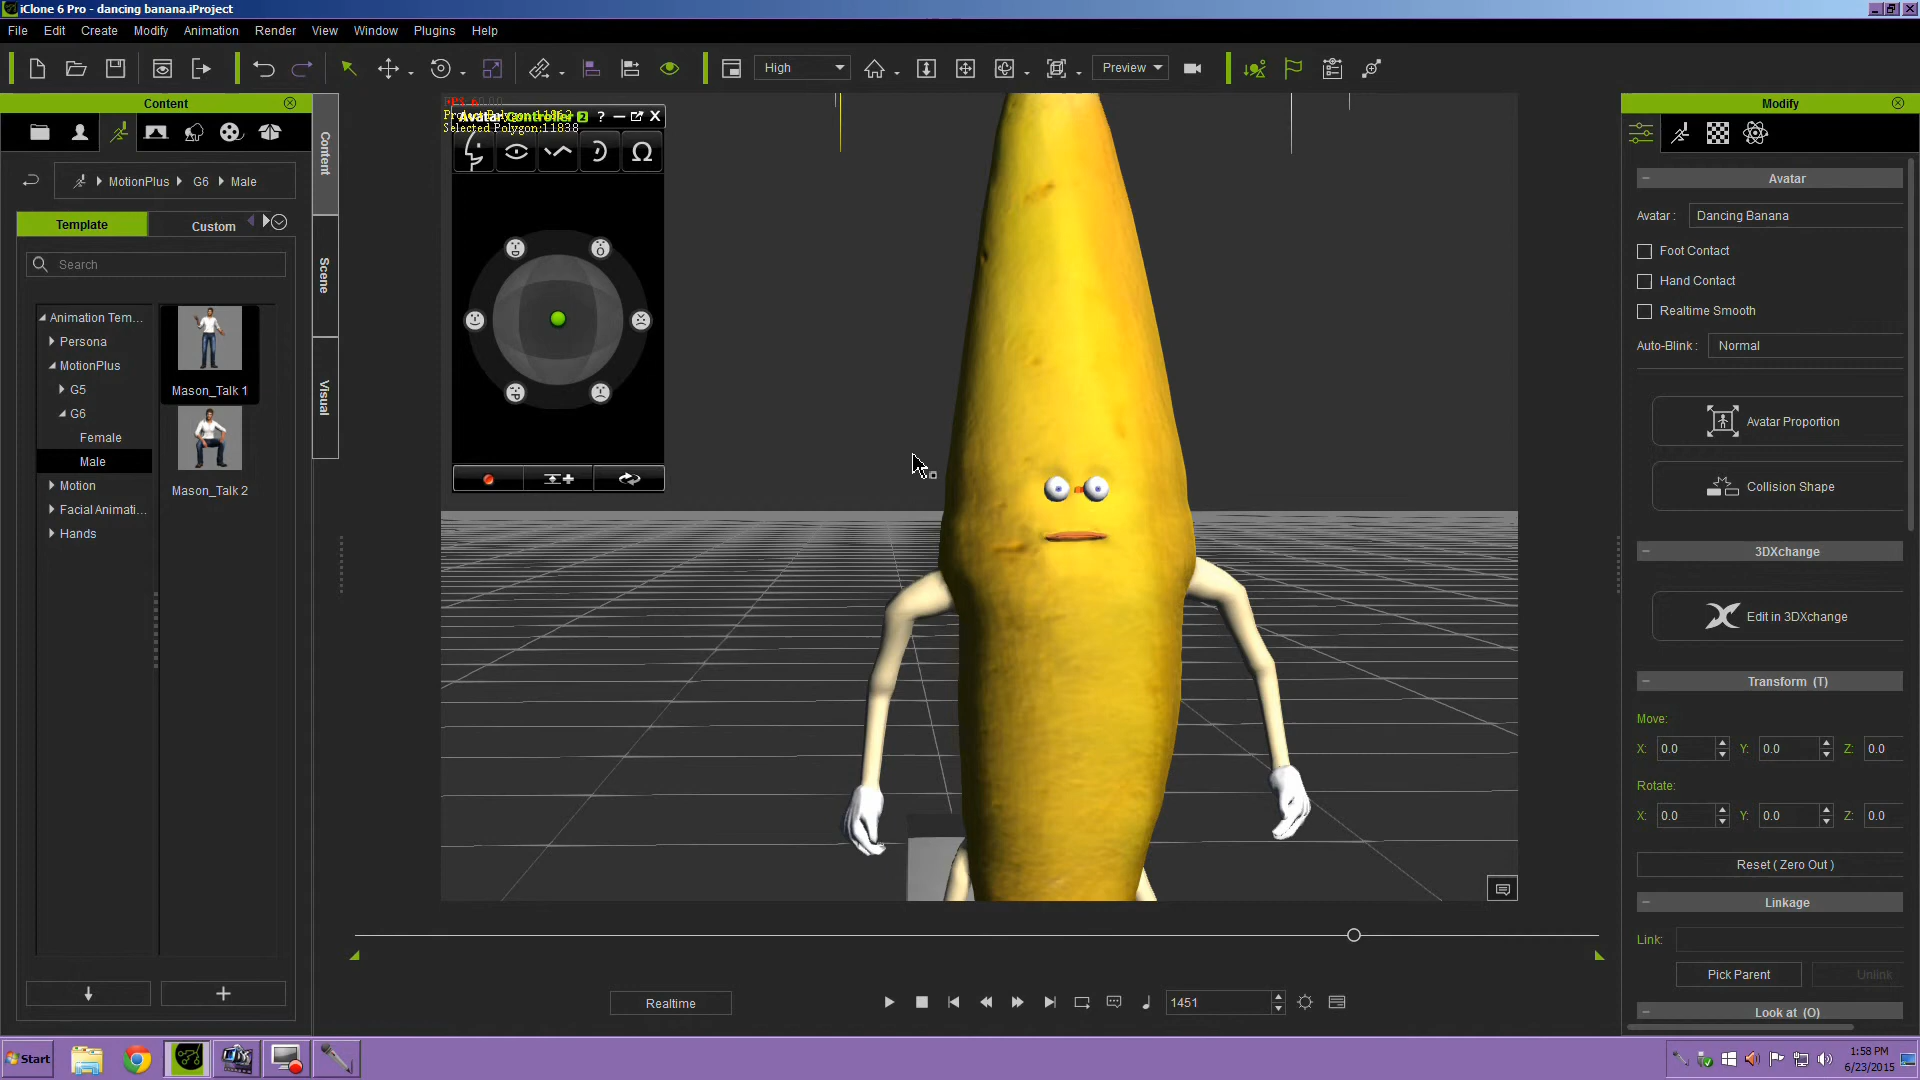 iClone 6 Pro - dancing banana.iProject
File Edit Create Modify Animation Render View Window Plugins Help
High
Preview
Content
MotionPlus G6 Male
Template Custom
Search
Animation Tem...
Persona
MotionPlus
G5
G6
Female
Male
Motion
Facial Animati...
Hands
Mason_Talk 1
Mason_Talk 2
Content
Scene
Visual
Selected Polygon:11838
Avatar Controller 2 ?
Realtime
1451
Modify
Avatar
Avatar : Dancing Banana
Foot Contact
Hand Contact
Realtime Smooth
Auto-Blink : Normal
Avatar Proportion
Collision Shape
3DXchange
Edit in 3DXchange
Transform (T)
Move:
X: 0.0 Y: 0.0 Z: 0.0
Rotate:
X: 0.0 Y: 0.0 Z: 0.0
Reset ( Zero Out )
Linkage
Link:
Pick Parent Unlink
Look at (O)
Start
1:58 PM
6/23/2015